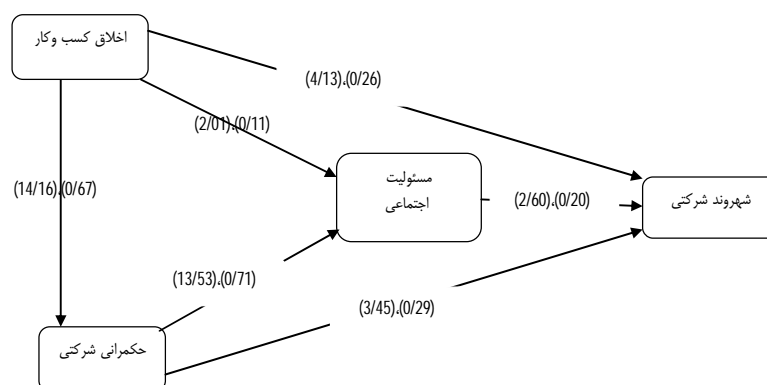 اخلاق کسب وکار
(4/13).(0/26)
(2/01).(0/11)
مسئولیت
اجتماعی
(14/16).(0/67)
(2/60).(0/20)
شهروند شرکتی
(13/53).(0/71)
(3/45).(0/29)
حکمرانی شرکتی